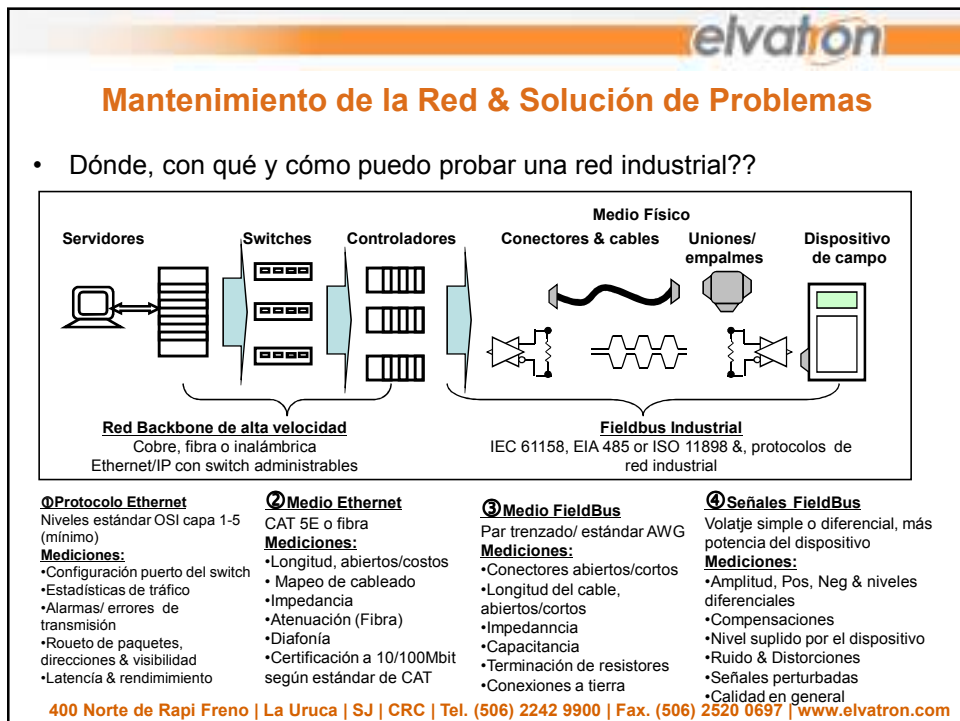 elvatron
Mantenimiento de la Red & Solución de Problemas
• Dónde, con qué y cómo puedo probar una red industrial??
Medio Físico
Servidores
Switches
Controladores
Conectores & cables
Uniones/
empalmes
Dispositivo
de campo
Red Backbone de alta velocidad
Cobre, fibra o inalámbrica
Ethernet/IP con switch administrables
Fieldbus Industrial
IEC 61158, EIA 485 or ISO 11898 &, protocolos de
red industrial
①Protocolo Ethernet
Niveles estándar OSI capa 1-5
(mínimo)
Mediciones:
•Configuración puerto del switch
•Estadísticas de tráfico
•Alarmas/ errores de
transmisión
•Roueto de paquetes,
direcciones & visibilidad
•Latencía & rendimimiento
②Medio Ethernet
CAT 5E o fibra
Mediciones:
•Longitud, abiertos/costos
• Mapeo de cableado
•Impedancia
•Atenuación (Fibra)
•Diafonía
•Certificación a 10/100Mbit
según estándar de CAT
③Medio FieldBus
Par trenzado/ estándar AWG
Mediciones:
•Conectores abiertos/cortos
•Longitud del cable,
abiertos/cortos
•Impedanncia
•Capacitancia
•Terminación de resistores
•Conexiones a tierra
④Señales FieldBus
Voltaje simple o diferencial, más
potencia del dispositivo
Mediciones:
•Amplitud, Pos, Neg & niveles
diferenciales
•Compensaciones
•Nivel suplido por el dispositivo
•Ruido & Distorciones
•Señales perturbadas
•Calidad en general
400 Norte de Rapi Freno | La Uruca | SJ | CRC | Tel. (506) 2242 9900 | Fax. (506) 2520 0697 | www.elvatron.com